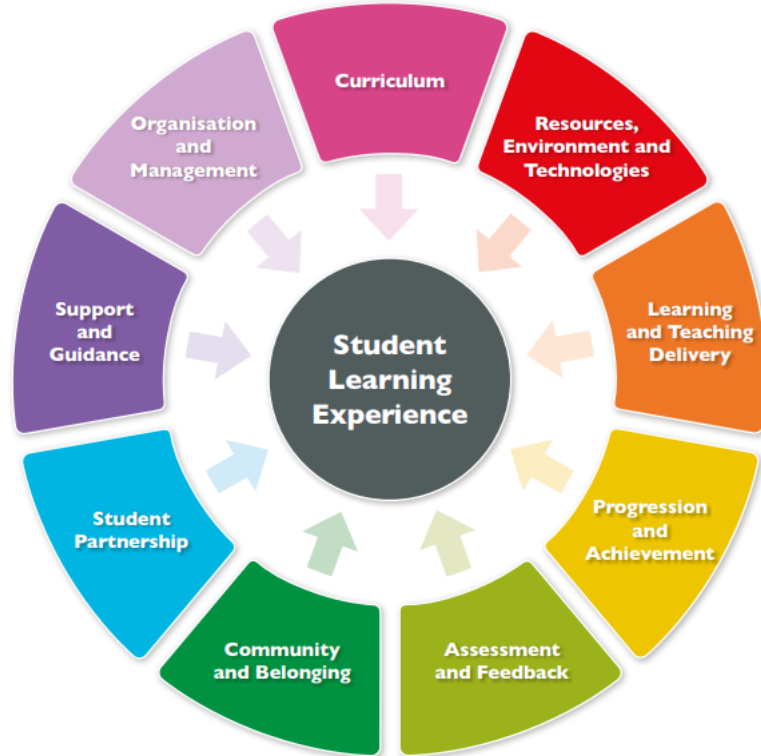 Curriculum
Resources,
Environment and
Technologies
Learning
and Teaching
Delivery
Progression
and
Achievement
Assessment
and Feedback
Community
and Belonging
Student
Partnership
Support
and
Guidance
Organisation
and
Management
Student
Learning
Experience